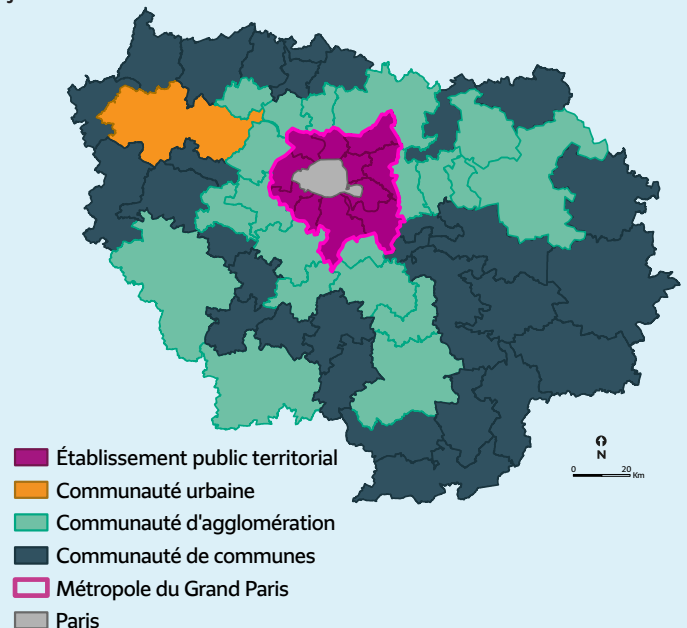 Établissement public territorial
Communauté urbaine
Communauté d'agglomération
Communauté de communes
Métropole du Grand Paris
Paris
N
0 20 Km